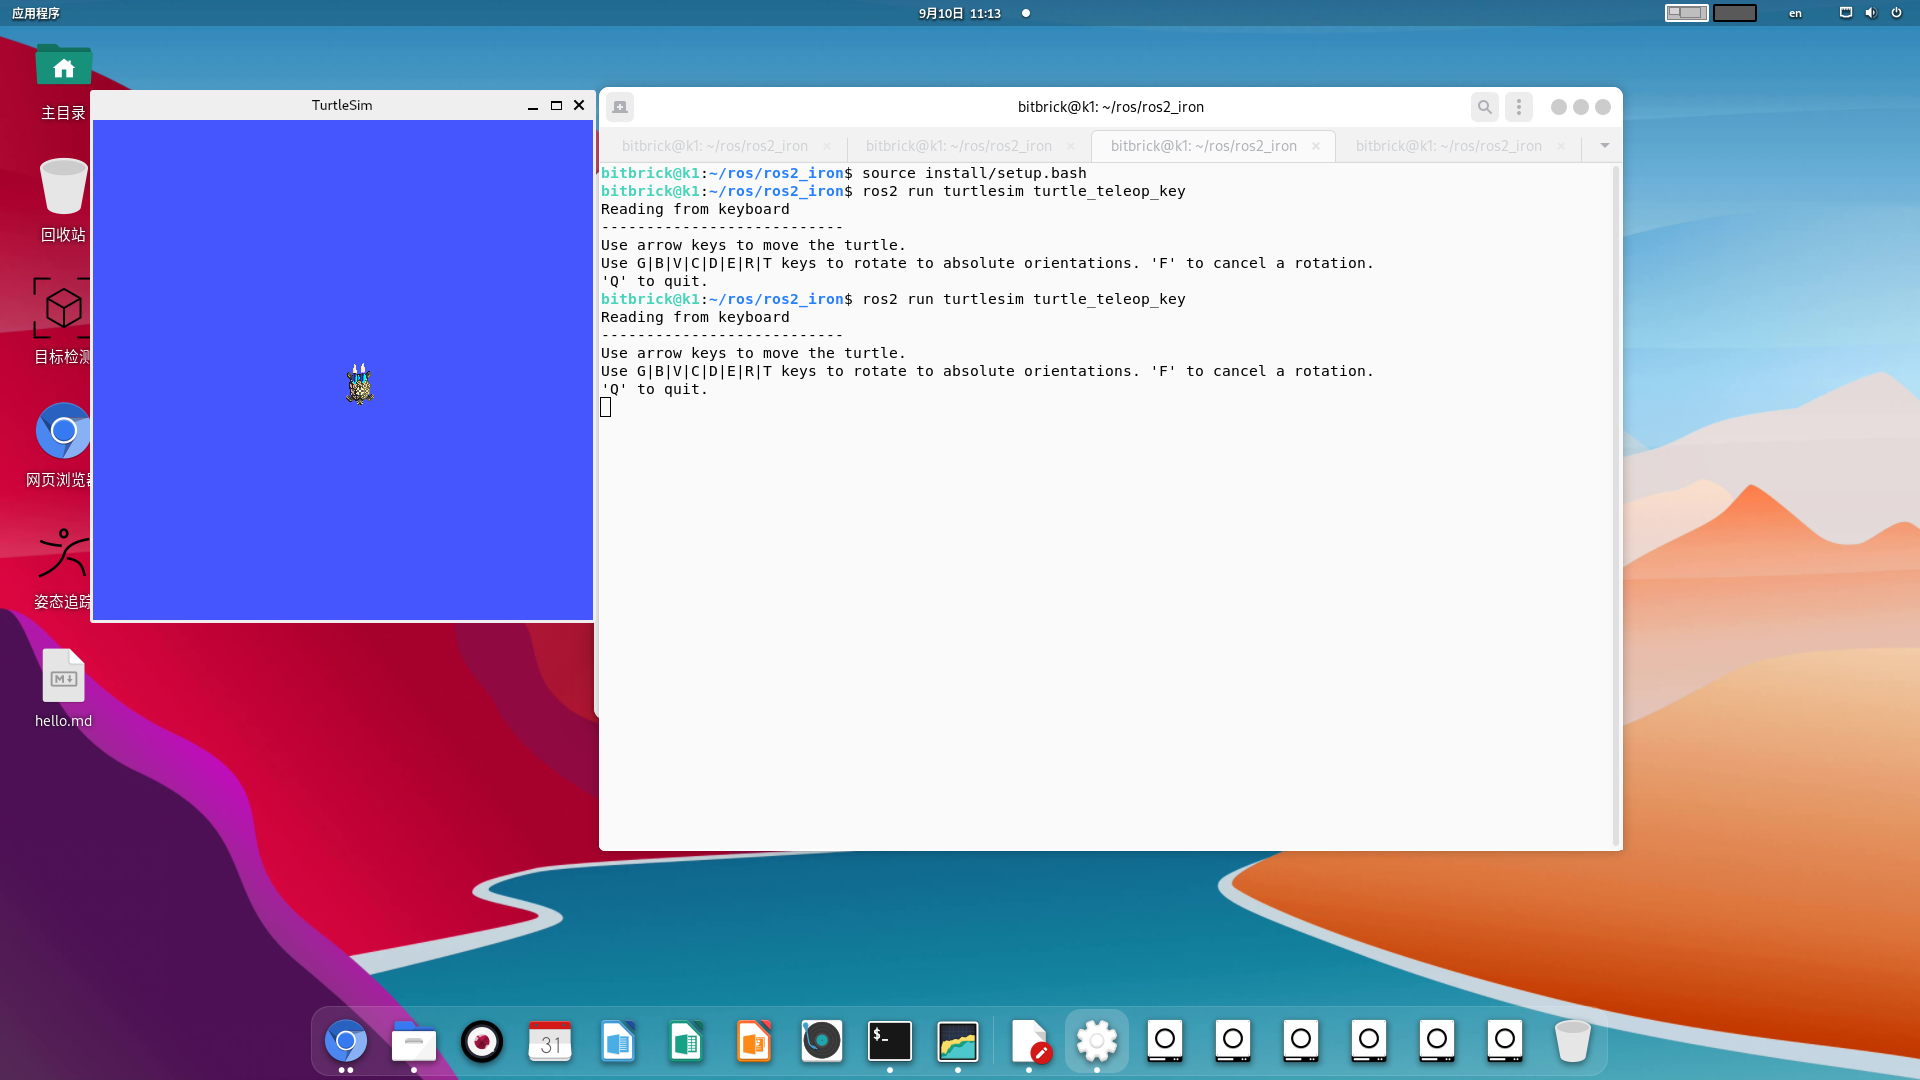 应用程序
9月10日 11:13
en
主目录
回收站
目标检测
网页浏览器
姿态追踪
hello.md
TurtleSim
bitbrick@k1: ~/ros/ros2_iron
bitbrick@k1: ~/ros/ros2_iron
bitbrick@k1: ~/ros/ros2_iron
bitbrick@k1: ~/ros/ros2_iron
bitbrick@k1: ~/ros/ros2_iron
bitbrick@k1:~/ros/ros2_iron$ source install/setup.bash
bitbrick@k1:~/ros/ros2_iron$ ros2 run turtlesim turtle_teleop_key
Reading from keyboard
---------------------------
Use arrow keys to move the turtle.
Use G|B|V|C|D|E|R|T keys to rotate to absolute orientations. 'F' to cancel a rotation.
'Q' to quit.
bitbrick@k1:~/ros/ros2_iron$ ros2 run turtlesim turtle_teleop_key
Reading from keyboard
---------------------------
Use arrow keys to move the turtle.
Use G|B|V|C|D|E|R|T keys to rotate to absolute orientations. 'F' to cancel a rotation.
'Q' to quit.
M
31
$_